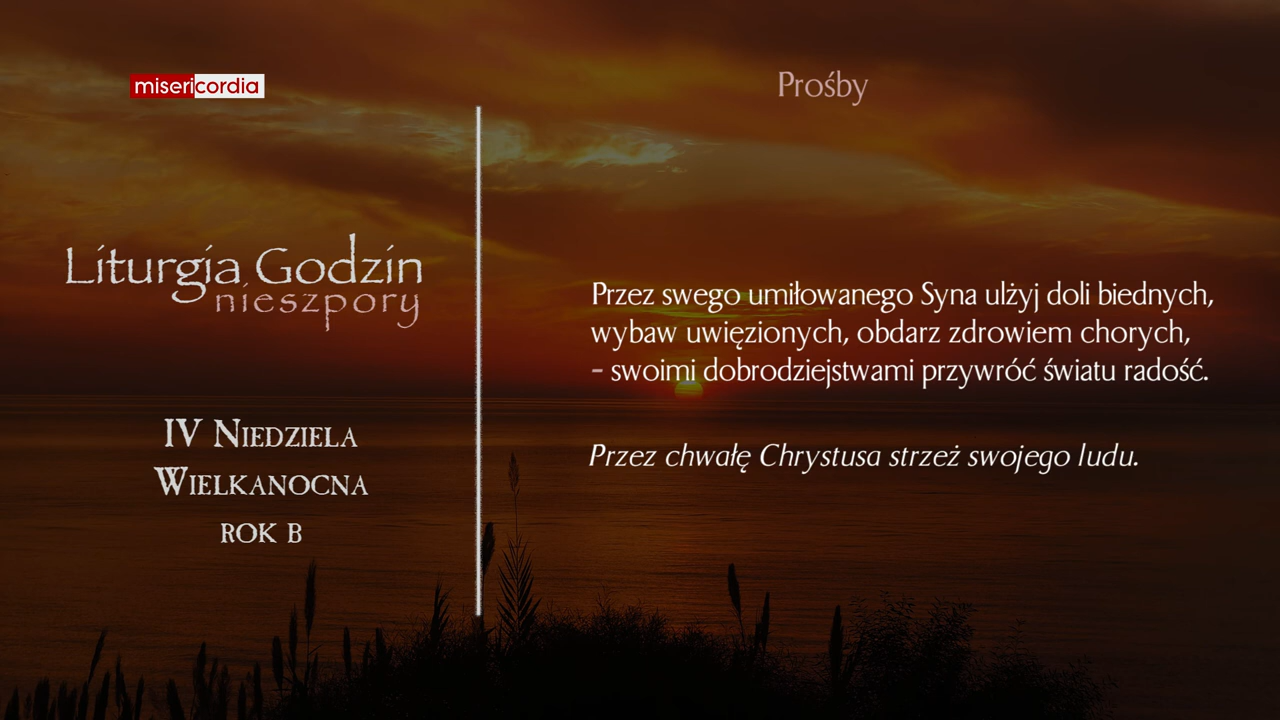 misericordia
Liturgia Godzin
nieszpory
IV Niedziela
Wielkanocna
rok B
Prośby
Przez swego umiłowanego Syna ulżyj doli biednych,
wybaw uwięzionych, obdarz zdrowiem chorych,
- swoimi dobrodziejstwami przywróć światu radość.
Przez chwałę Chrystusa strzeż swojego ludu.